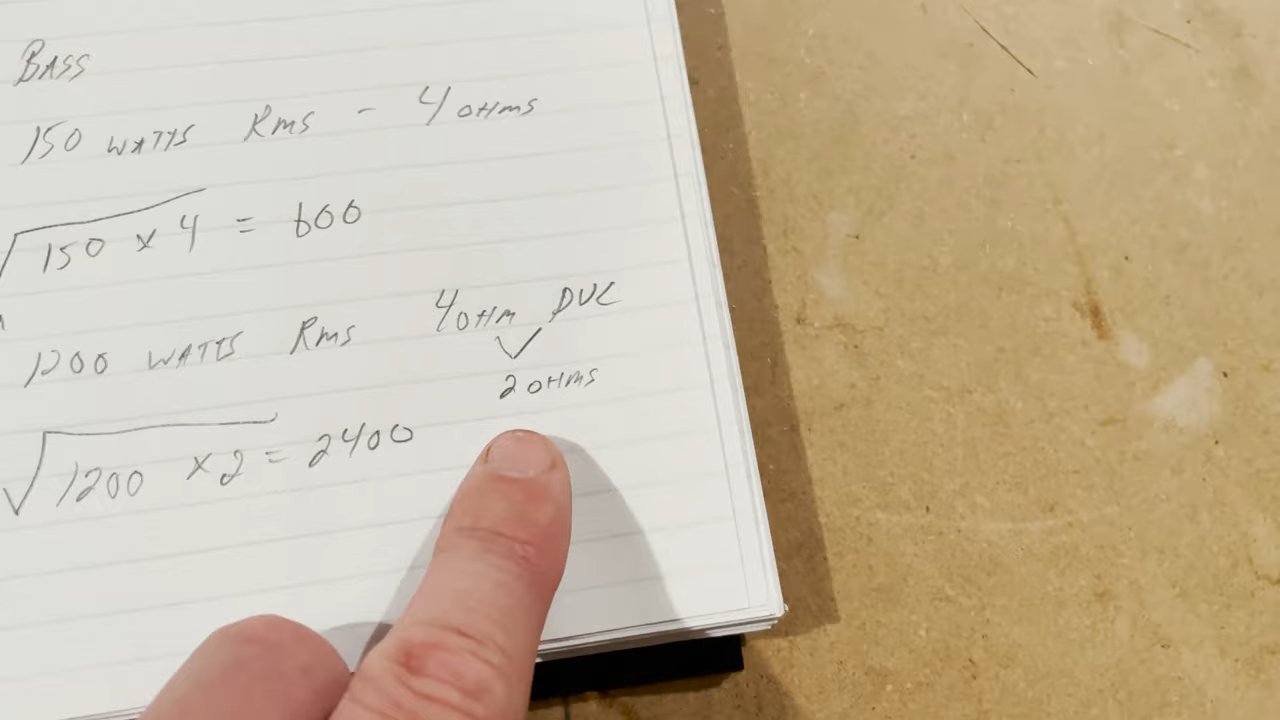 BASS
150 WATTS RMS - 4 OHMS
√150 x 4 = 600
1200 WATTS RMS 4 OHM DVC
2 OHMS
√1200 x 2 = 2400